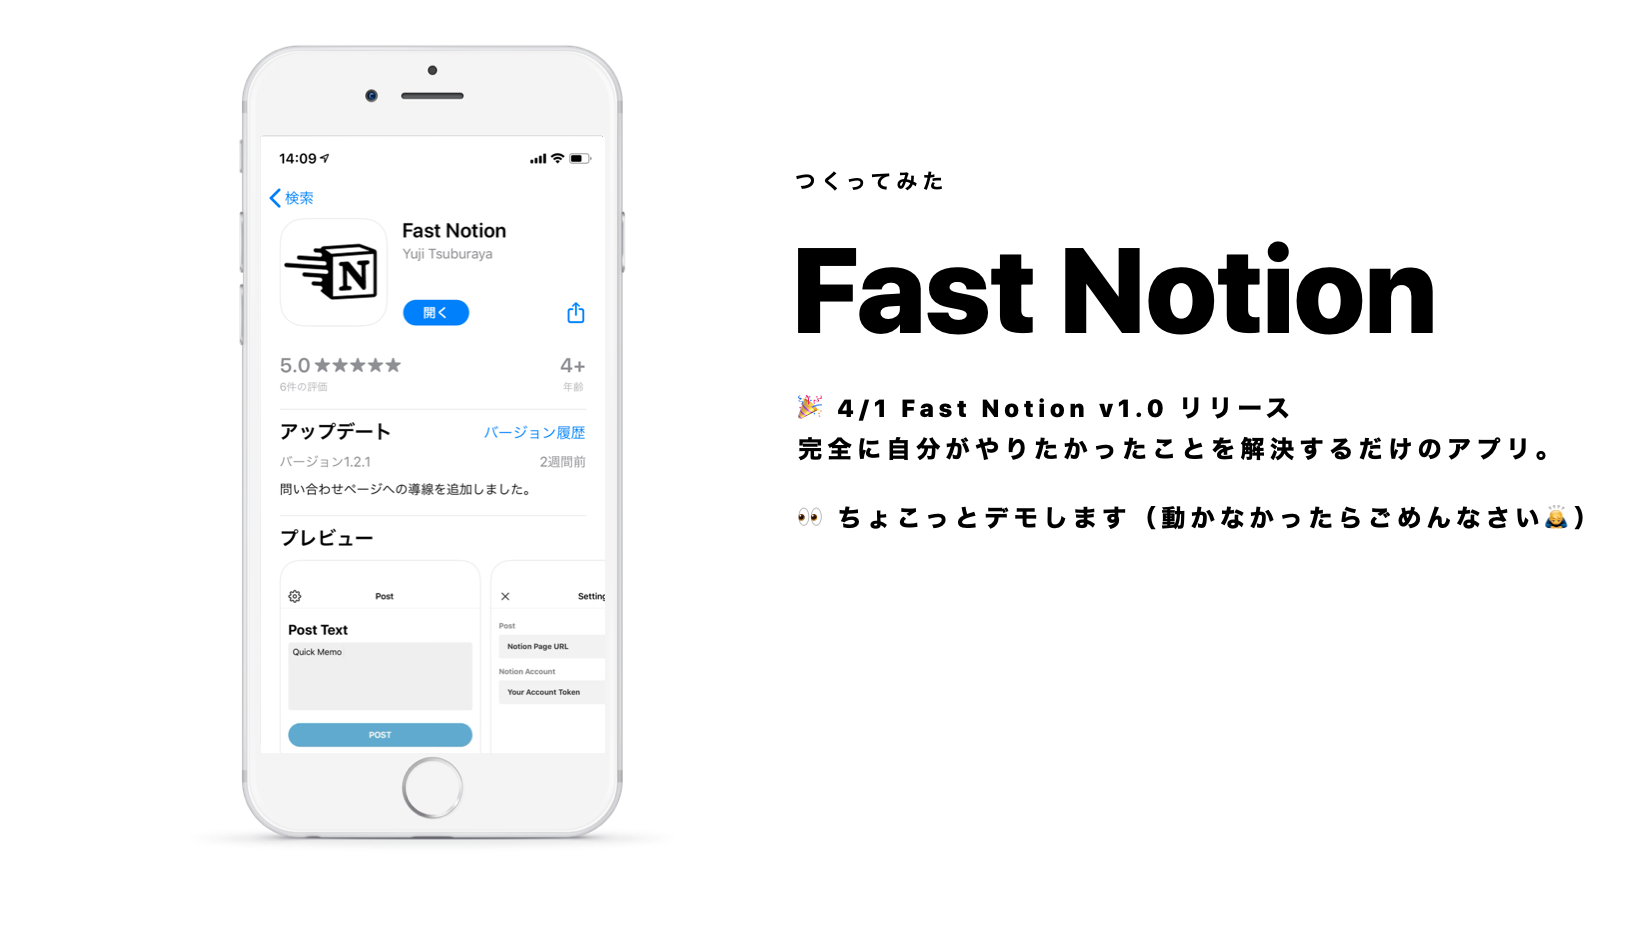 14:09
検索
Fast Notion
Yuji Tsuburaya
N
開く
5.0 ★★★★★
6件の評価
4+
年齢
アップデート
バージョン履歴
バージョン1.2.1
2週間前
問い合わせページへの導線を追加しました。
プレビュー
Post
Post Text
Quick Memo
POST
Setting
Post
Notion Page URL
Notion Account
Your Account Token
つくってみた
Fast Notion
🎉 4/1 Fast Notion v1.0 リリース
完全に自分がやりたかったことを解決するだけのアプリ。
👀 ちょこっとデモします（動かなかったらごめんなさい🙇）